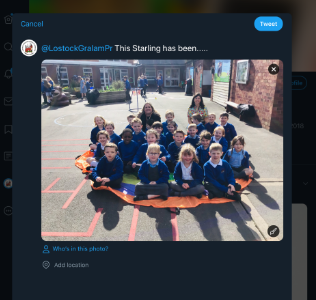 Cancel
Tweet
@LostockGralamPr This Starling has been.....
Who's in this photo?
Add location